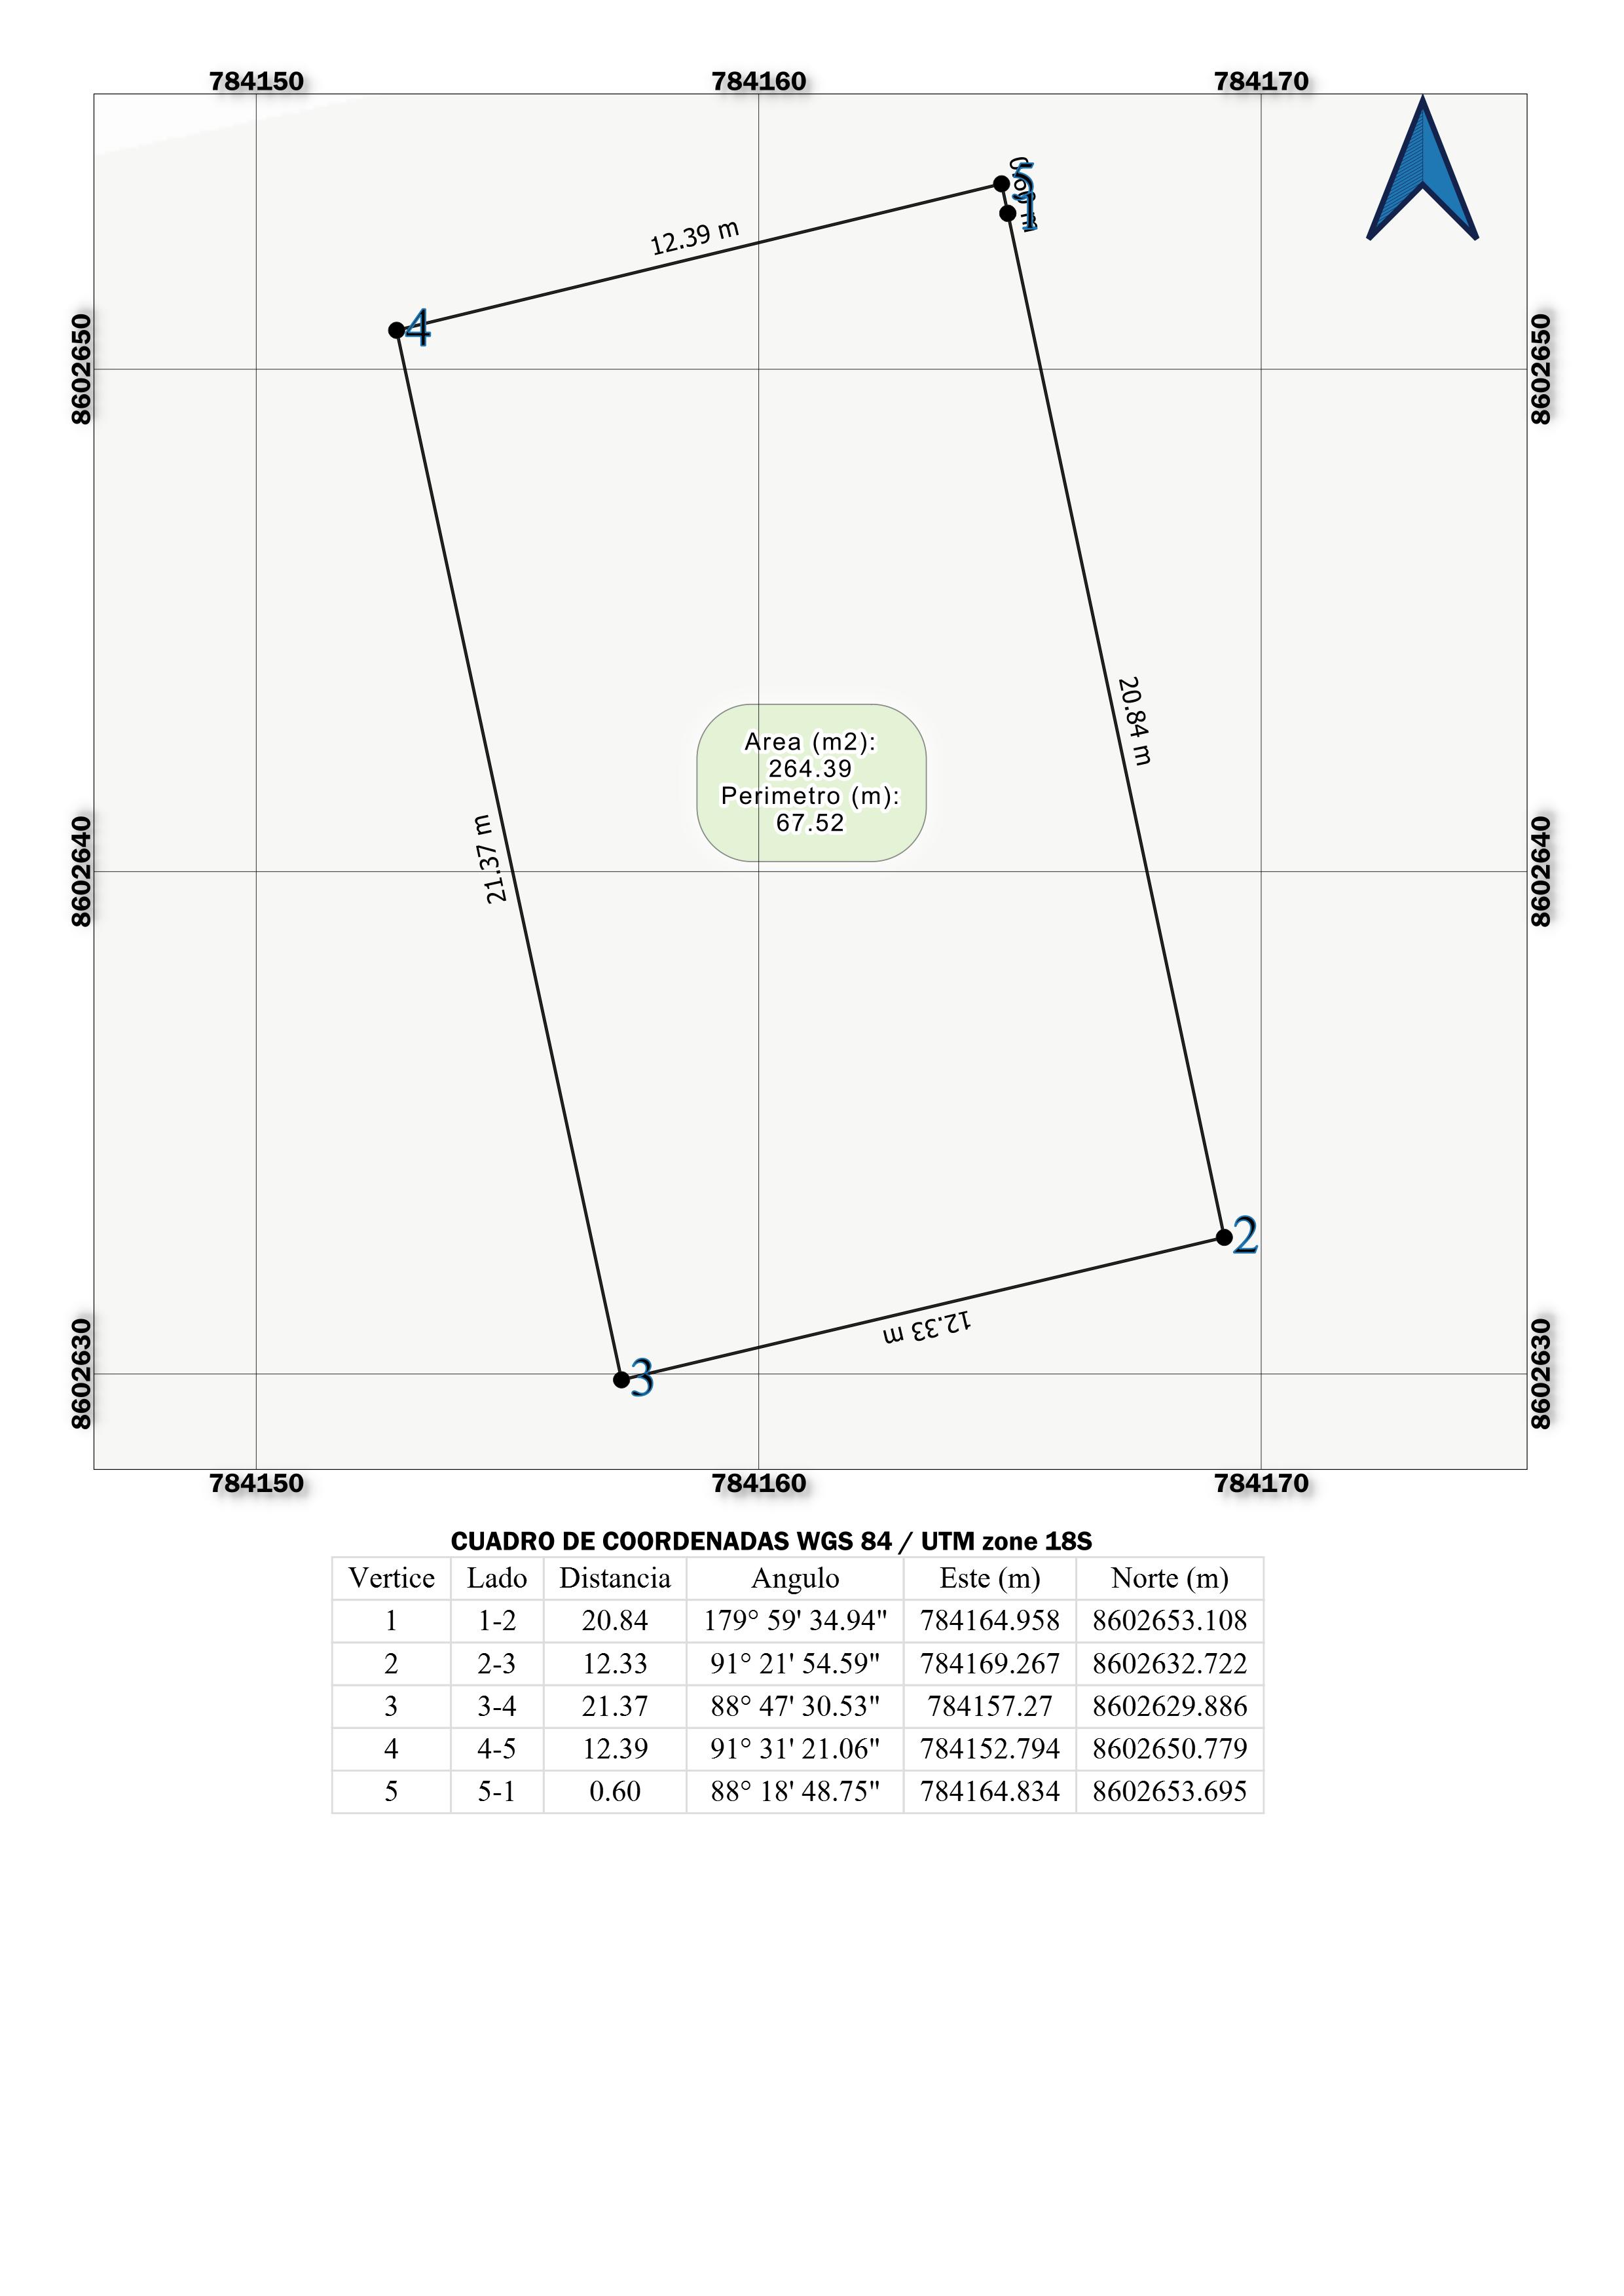 784150 784160 784170
5
0.60 m
1
12.39 m
4
8602650 8602650
20.84 m
Area (m2):
264.39
Perimetro (m):
67.52
21.37 m
8602640 8602640
2
12.33 m
3
8602630 8602630
784150 784160 784170
CUADRO DE COORDENADAS WGS 84 / UTM zone 18S
Vertice Lado Distancia Angulo Este (m) Norte (m)
1 1-2 20.84 179° 59' 34.94" 784164.958 8602653.108
2 2-3 12.33 91° 21' 54.59" 784169.267 8602632.722
3 3-4 21.37 88° 47' 30.53" 784157.27 8602629.886
4 4-5 12.39 91° 31' 21.06" 784152.794 8602650.779
5 5-1 0.60 88° 18' 48.75" 784164.834 8602653.695